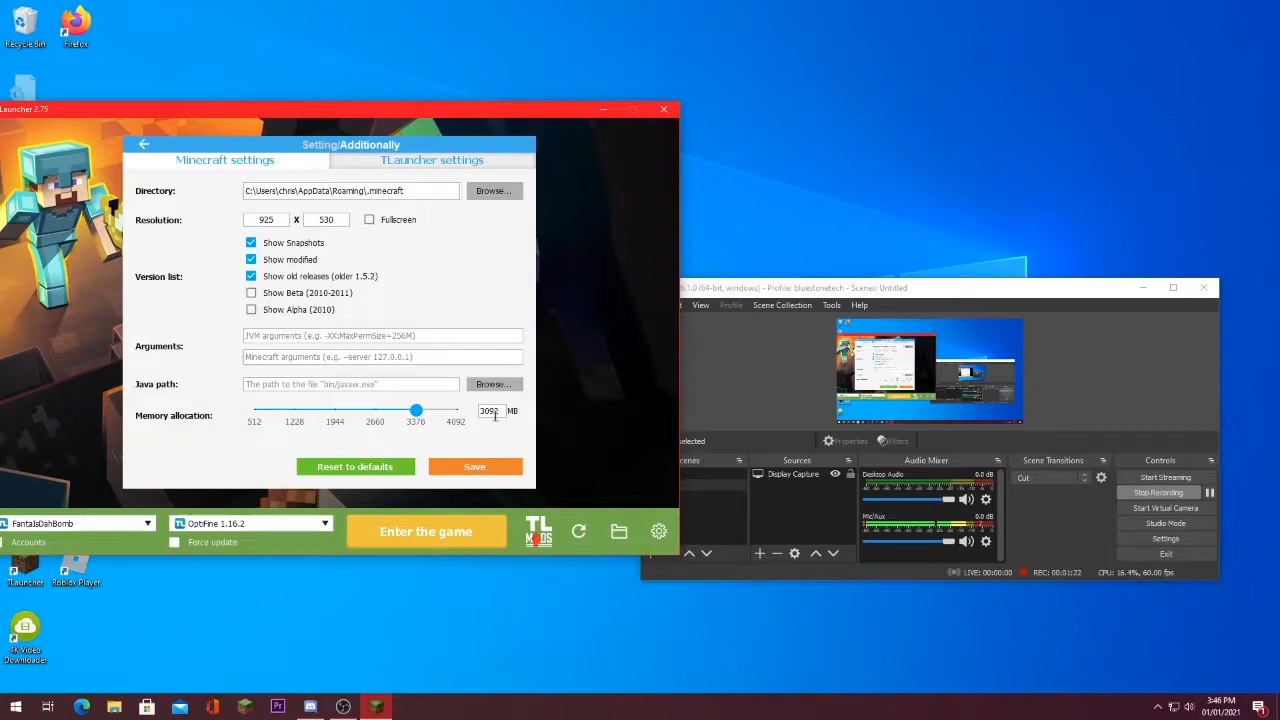 Recycle Bin
Firefox
Launcher 2.75
Setting/Additionally
Minecraft settings
TLauncher settings
Directory:
C:\Users\chris\AppData\Roaming\.minecraft
Browse...
Resolution:
925
X
530
Fullscreen
Version list:
Show Snapshots
Show modified
Show old releases (older 1.5.2)
Show Beta (2010-2011)
Show Alpha (2010)
Arguments:
JVM arguments (e.g. -XX:MaxPermSize=256M)
Minecraft arguments (e.g. --server 127.0.0.1)
Java path:
The path to the file "bin/javaw.exe"
Browse...
Memory allocation:
512 1228 1944 2660 3376 4092
3092 MB
Reset to defaults
Save
FantaIsDahBomb
OptiFine 1.16.2
Enter the game
TL
MODS
Accounts
Force update
TLauncher
Roblox Player
4K Video
Downloader
(64-bit, windows) - Profile: bluestonetech - Scenes: Untitled
View Profile Scene Collection Tools Help
selected
Properties
Filters
Sources
Audio Mixer
Scene Transitions
Controls
Display Capture
Desktop Audio
0.0 dB
Mic/Aux
0.0 dB
Cut
Start Streaming
Stop Recording
Start Virtual Camera
Studio Mode
Settings
Exit
LIVE: 00:00:00
REC: 00:01:22
CPU: 16.4%, 60.00 fps
Pr
3:46 PM
01/01/2021